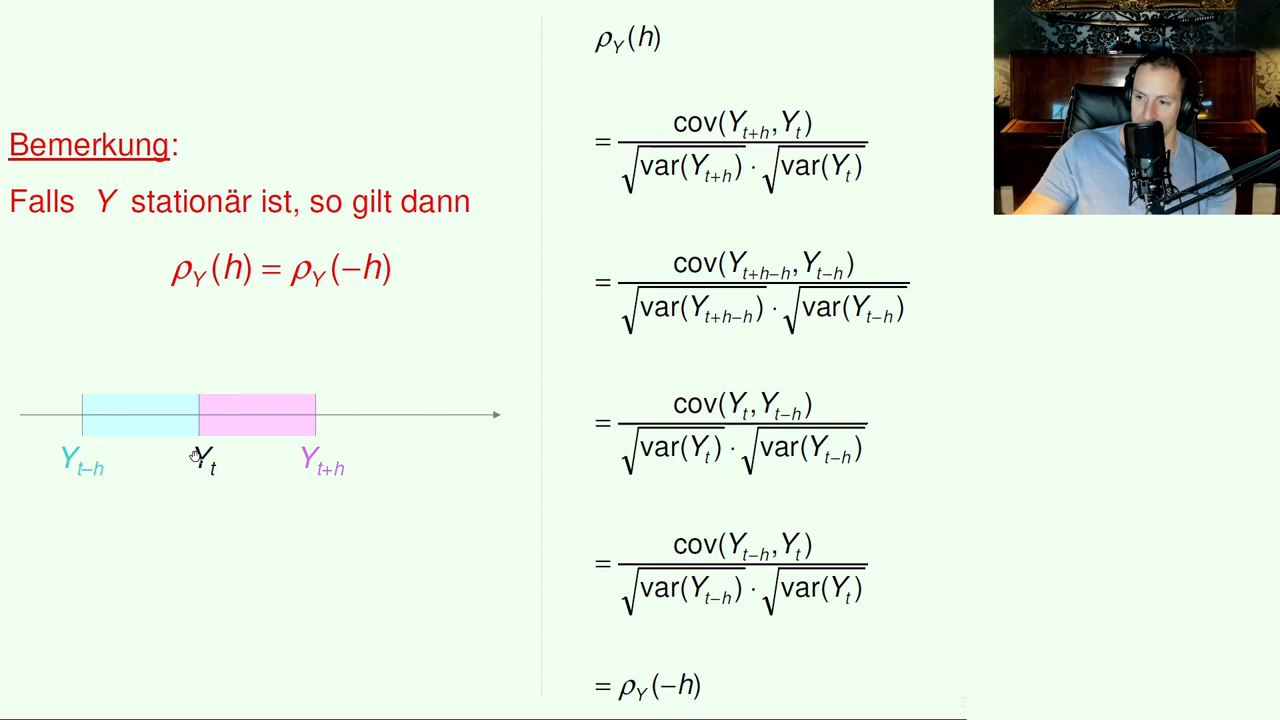 Bemerkung:
Falls Y stationär ist, so gilt dann
ρ_Y(h) = ρ_Y(−h)
Y_{t−h} Y_t Y_{t+h}
ρ_Y(h)
= cov(Y_{t+h}, Y_t) / √var(Y_{t+h}) · √var(Y_t)
= cov(Y_{t+h−h}, Y_{t−h}) / √var(Y_{t+h−h}) · √var(Y_{t−h})
= cov(Y_t, Y_{t−h}) / √var(Y_t) · √var(Y_{t−h})
= cov(Y_{t−h}, Y_t) / √var(Y_{t−h}) · √var(Y_t)
= ρ_Y(−h)